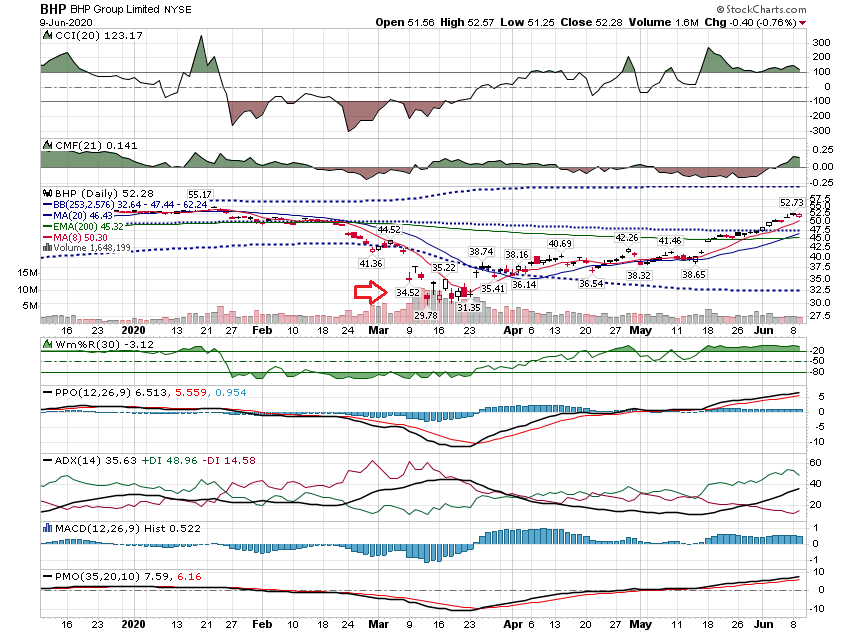 BHP BHP Group Limited NYSE
© StockCharts.com
9-Jun-2020
Open 51.56 High 52.57 Low 51.25 Close 52.28 Volume 1.6M Chg -0.40 (-0.76%)
CCI(20) 123.17
300
200
100
0
-100
-200
-300
CMF(21) 0.141
0.25
0.00
-0.25
BHP (Daily) 52.28
BB(253,2.576) 32.64 - 47.44 - 62.24
MA(20) 46.43
EMA(200) 45.32
MA(8) 50.30
Volume 1,648,199
55.17
44.52
41.36
34.52
29.78
35.22
31.35
38.74
35.41
38.16
36.14
40.69
36.54
42.26
38.32
41.46
38.65
52.73
57.5
55.0
52.5
50.0
47.5
45.0
42.5
40.0
37.5
35.0
32.5
30.0
27.5
15M
10M
5M
16 23 2020 13 21 27 Feb 10 18 24 Mar 9 16 23 Apr 6 13 20 27 May 11 18 26 Jun 8
Wm%R(30) -3.12
-20
-50
-80
PPO(12,26,9) 6.513, 5.559, 0.954
5
0
-5
-10
ADX(14) 35.63 +DI 48.96 -DI 14.58
60
40
20
MACD(12,26,9) Hist 0.522
1
0
-1
PMO(35,20,10) 7.59, 6.16
10
0
-10
16 23 2020 13 21 27 Feb 10 18 24 Mar 9 16 23 Apr 6 13 20 27 May 11 18 26 Jun 8